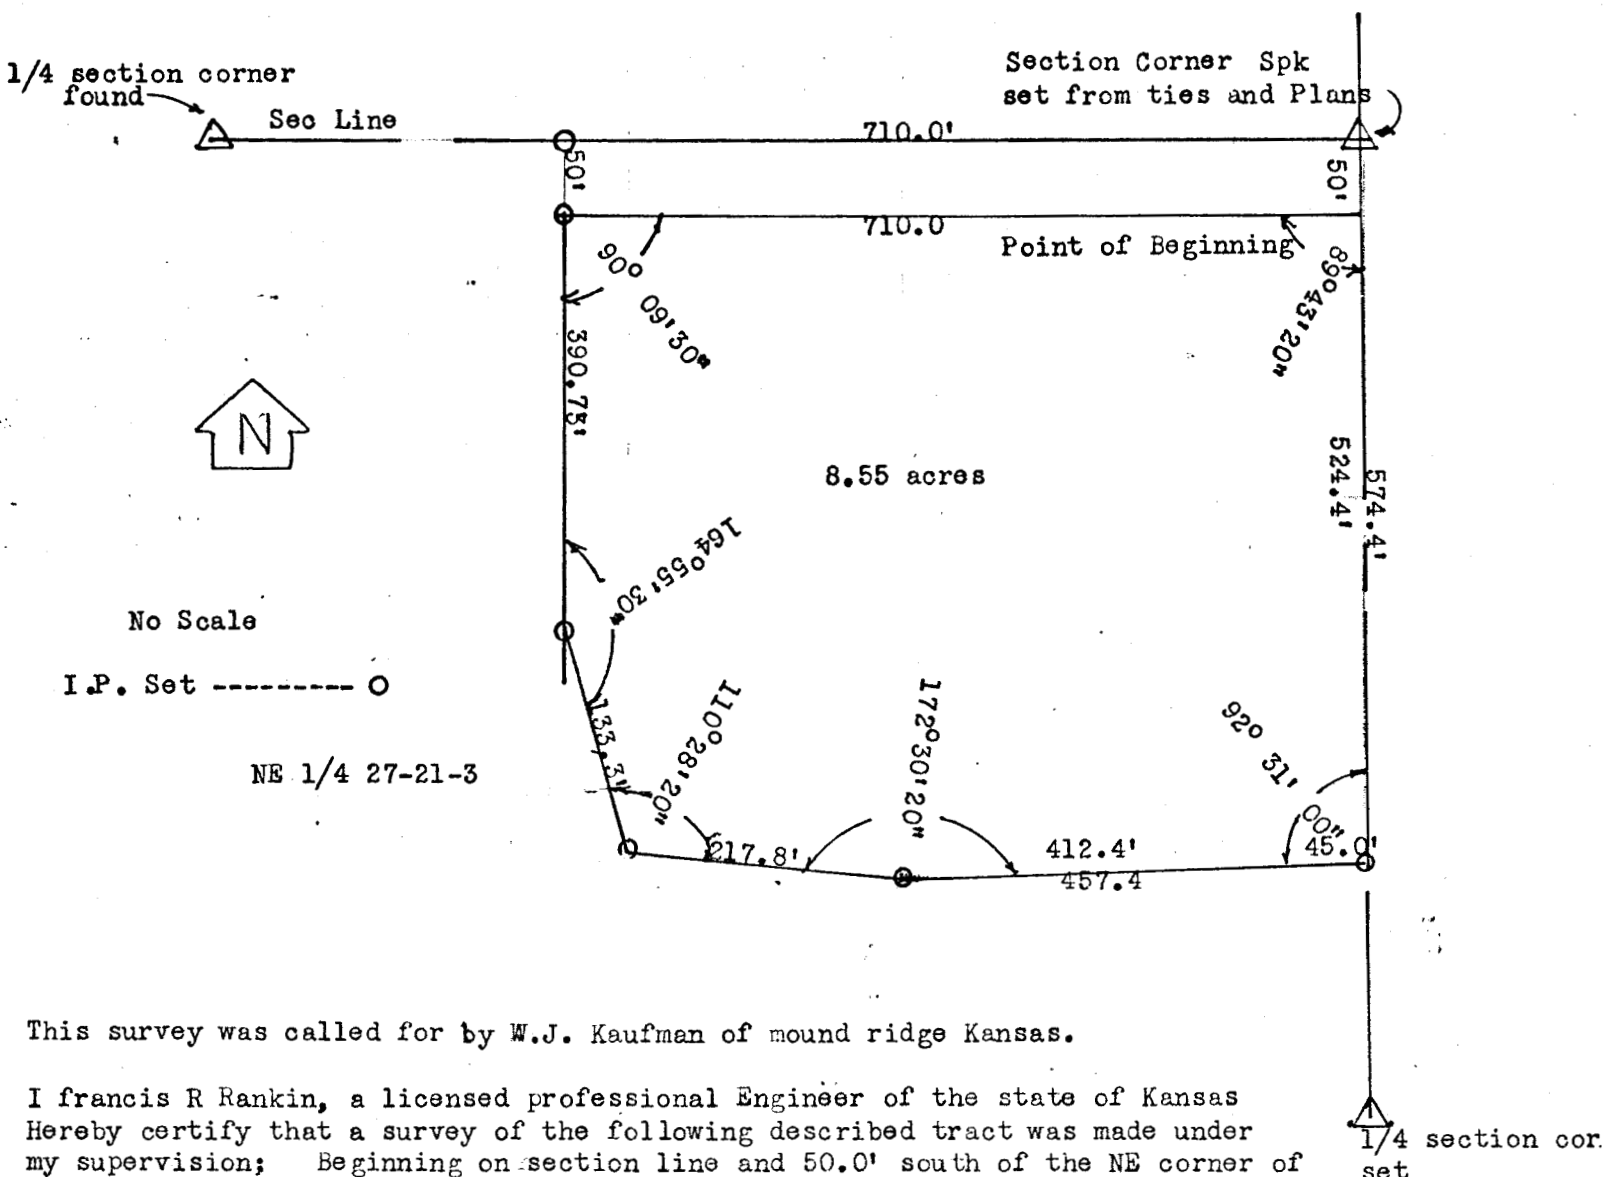 1/4 section corner
found
Sec Line
Section Corner Spk
set from ties and Plans
710.0'
50'
50'
710.0
Point of Beginning
90° 09'30"
89°43'20"
390.75'
N
8.55 acres
524.4'
574.4'
164°55'30"
No Scale
I.P. Set ---------
133.3'
110°28'20"
172°30'20"
92° 31' 00"
NE 1/4 27-21-3
217.8'
412.4'
45.0'
457.4
This survey was called for by W.J. Kaufman of mound ridge Kansas.
I francis R Rankin, a licensed professional Engineer of the state of Kansas
Hereby certify that a survey of the following described tract was made under
my supervision; Beginning on section line and 50.0' south of the NE corner of
1/4 section cor.
set